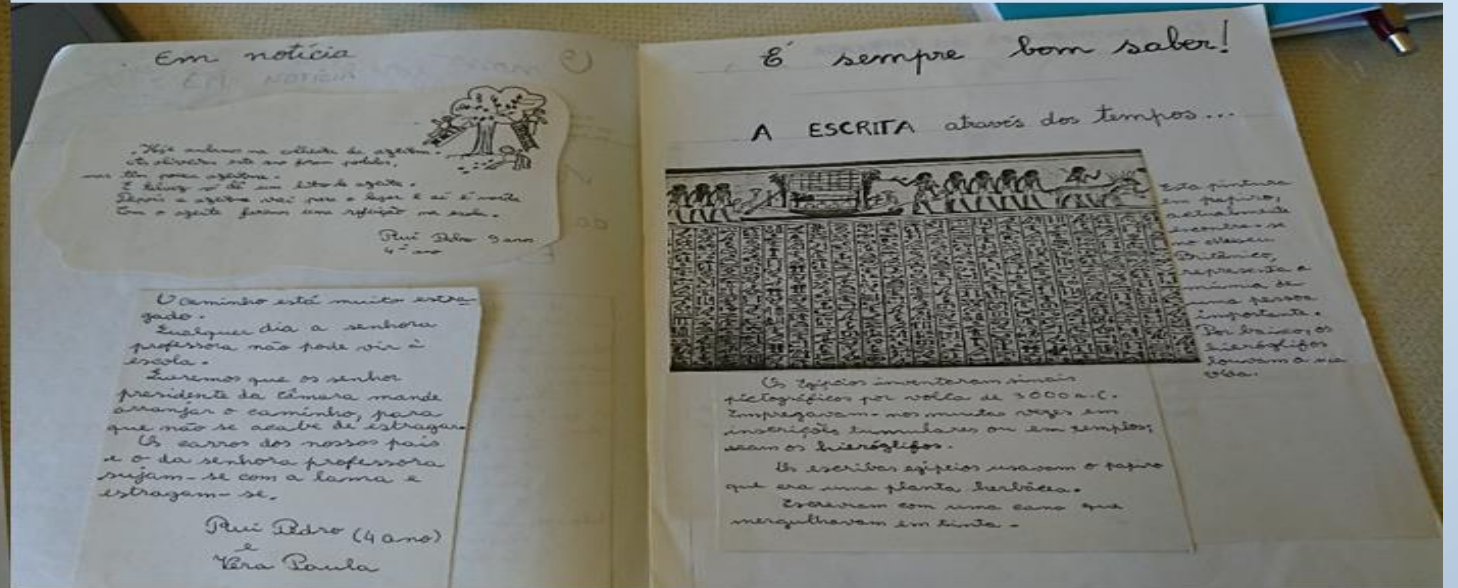 Em notícia
Hoje andamos na colheita da azeitona.
As oliveiras este ano foram podadas,
mas têm pouca azeitona.
E talvez só dê um litro de azeite.
Depois a azeitona vai para o lagar e aí é moída
Com o azeite faremos uma refeição na escola.
Rui Pedro 9 anos
4º ano
O caminho está muito estra
gado.
Qualquer dia a senhora
professora não pode vir à
escola.
Queremos que os senhor
presidente da câmara mande
arranjar o caminho, para
que não se acabe de estragar.
Os carros dos nossos pais
e o da senhora professora
sujam-se com a lama e
estragam-se.
Rui Pedro (4 ano)
e
Vera Paula
É sempre bom saber!
A ESCRITA através dos tempos...
Esta pintura
em papiro,
actualmente
encontra-se
no Museu
Britânico,
representa a
múmia de
uma pessoa
importante.
Por baixo, os
hieróglifos
louvam a sua
vida.
Os Egípcios inventaram sinais
pictográficos por volta de 3000 a.C.
Empregavam-nos muitas vezes em
inscrições tumulares ou em templos;
eram os hieróglifos.
Os escribas egípcios usavam o papiro
que era uma planta herbácea.
Escreviam com uma cana que
mergulhavam em tinta.